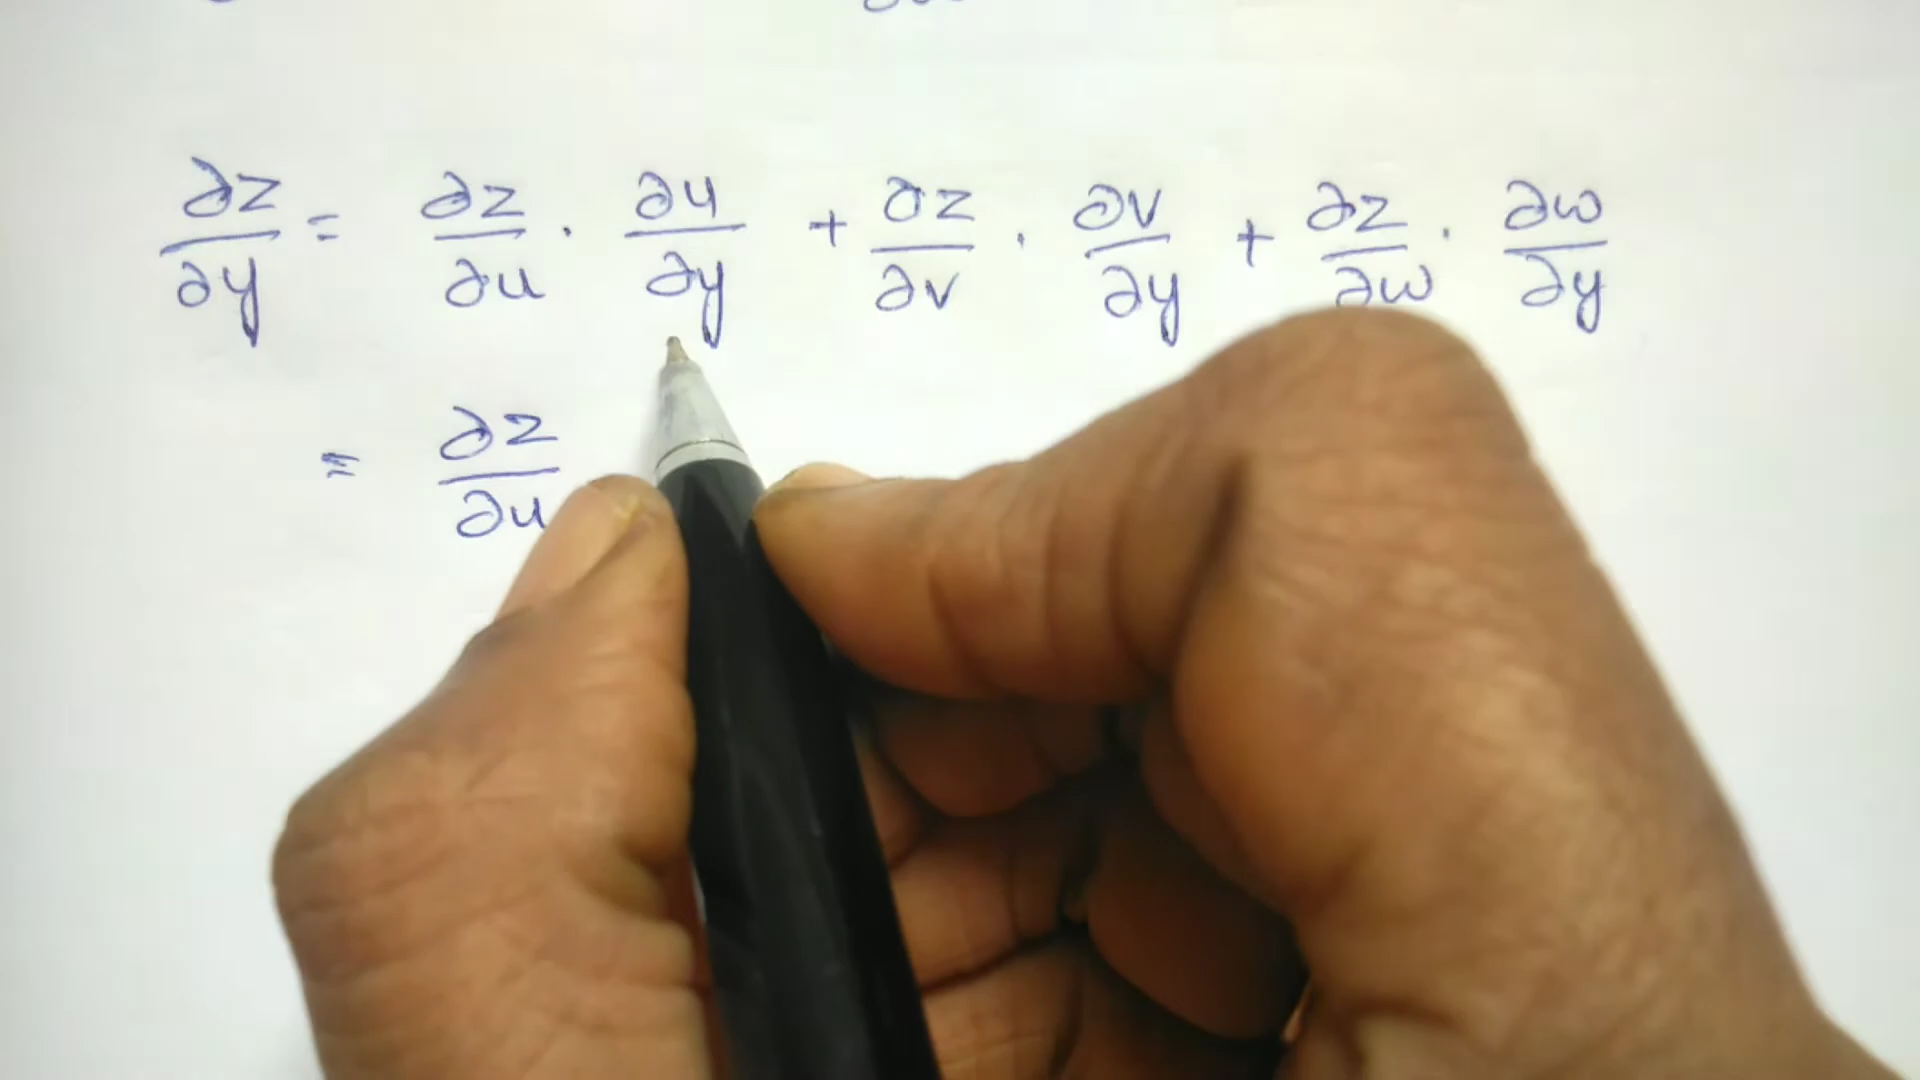 ∂z/∂y = ∂z/∂u · ∂u/∂y + ∂z/∂v · ∂v/∂y + ∂z/∂w · ∂w/∂y
= ∂z/∂u